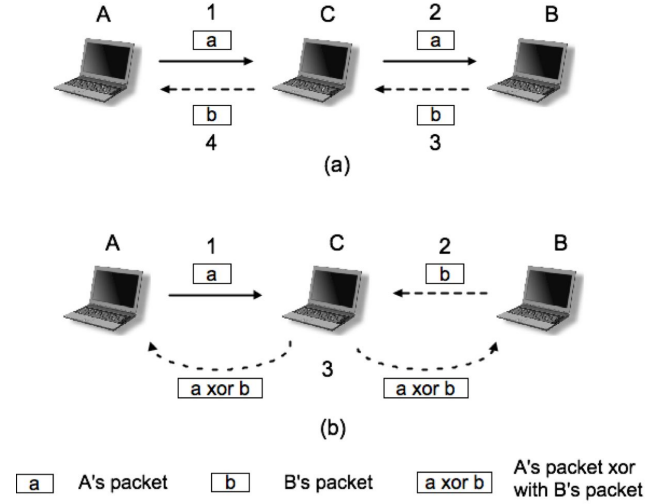 A 1 C 2 B
a a
b b
4 3
(a)
A 1 C 2 B
a b
3
a xor b a xor b
(b)
a A's packet b B's packet a xor b A's packet xor
with B's packet